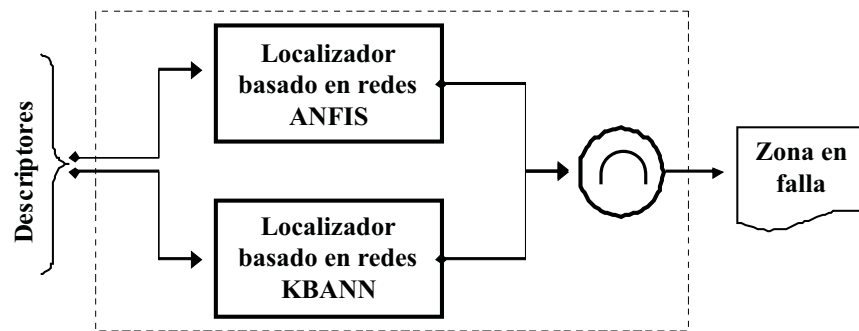 Descriptores
Localizador
basado en redes
ANFIS
Localizador
basado en redes
KBANN
Zona en
falla